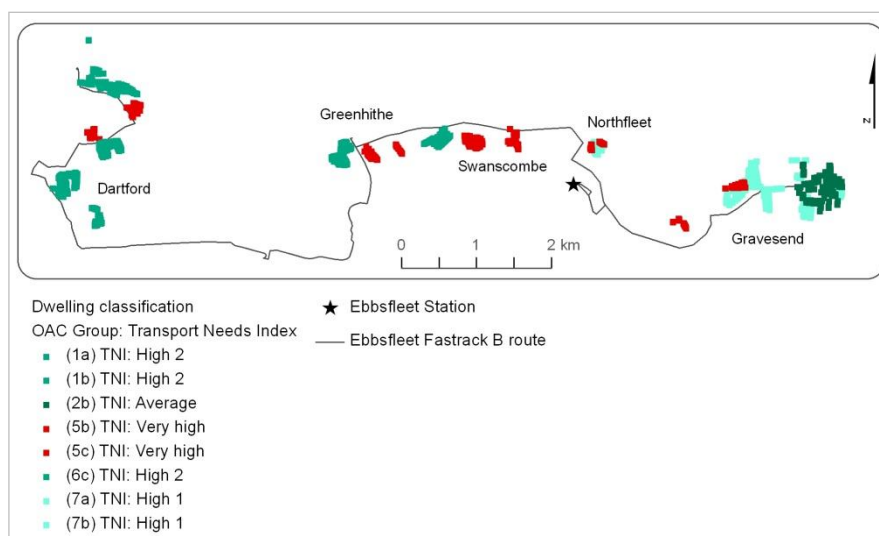 Greenhithe
Northfleet
Swanscombe
Dartford
Gravesend
0 1 2 km
N
Dwelling classification
OAC Group: Transport Needs Index
(1a) TNI: High 2
(1b) TNI: High 2
(2b) TNI: Average
(5b) TNI: Very high
(5c) TNI: Very high
(6c) TNI: High 2
(7a) TNI: High 1
(7b) TNI: High 1
Ebbsfleet Station
Ebbsfleet Fastrack B route